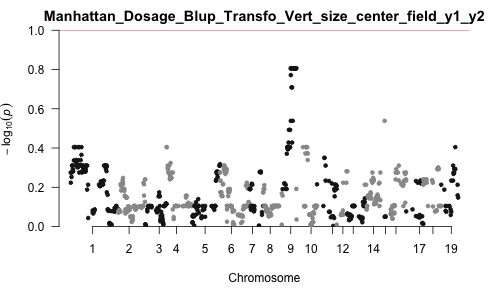 Manhattan_Dosage_Blup_Transfo_Vert_size_center_field_y1_y2
1.0
0.8
0.6
0.4
0.2
0.0
− log10(p)
1 2 3 4 5 6 7 8 9 10 12 14 17 19
Chromosome